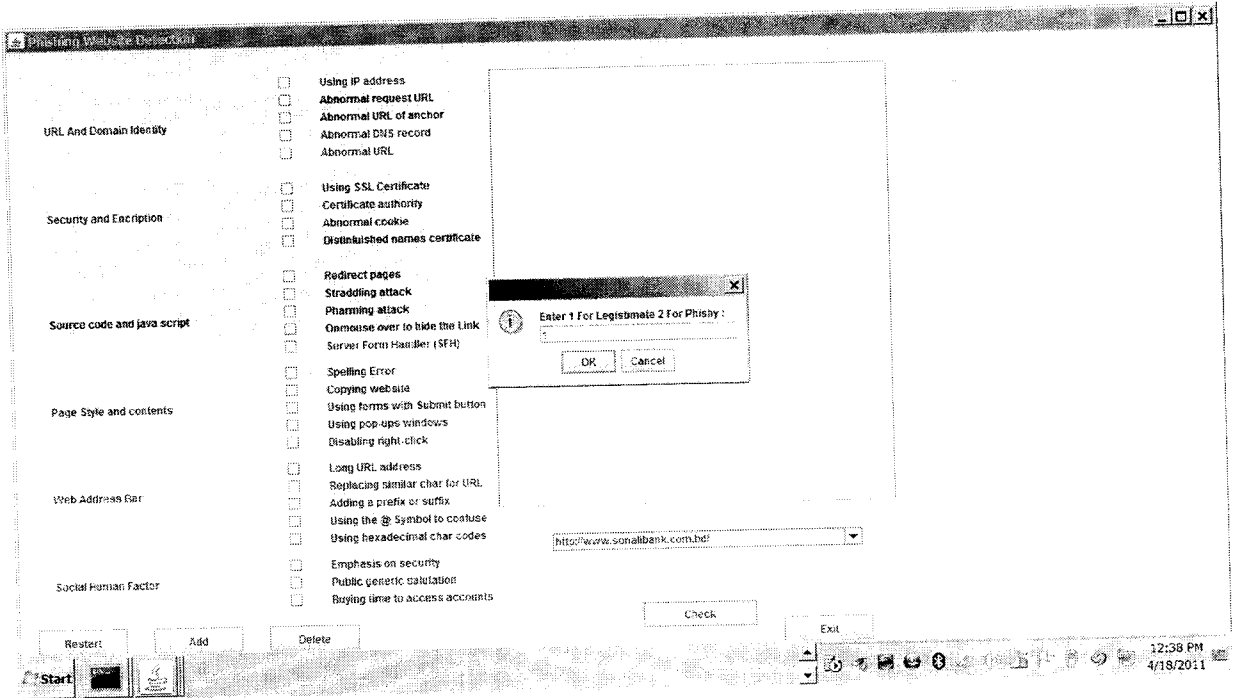 Phishing Website Detection
URL And Domain Identity
Using IP address
Abnormal request URL
Abnormal URL of anchor
Abnormal DNS record
Abnormal URL
Security and Encription
Using SSL Certificate
Certificate authority
Abnormal cookie
Distinluished names certificate
Source code and java script
Redirect pages
Straddling attack
Pharming attack
Onmouse over to hide the Link
Server Form Handler (SFH)
Page Style and contents
Spelling Error
Copying website
Using forms with Submit button
Using pop-ups windows
Disabling right-click
Web Address Bar
Long URL address
Replacing similar char for URL
Adding a prefix or suffix
Using the @ Symbol to confuse
Using hexadecimal char codes
Social Human Factor
Emphasis on security
Public generic salutation
Buying time to access accounts
Enter 1 For Legistimate 2 For Phishy :
OK
Cancel
http://www.sonalibank.com.bd/
Check
Exit
Restert
Add
Delete
Start
12:38 PM
4/18/2011